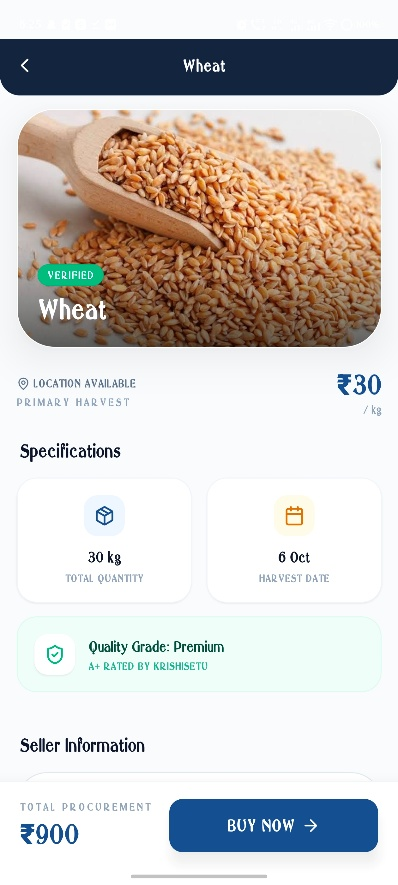 Wheat
VERIFIED
Wheat
LOCATION AVAILABLE
₹30
PRIMARY HARVEST
/ kg
Specifications
30 kg
TOTAL QUANTITY
6 Oct
HARVEST DATE
Quality Grade: Premium
A+ RATED BY KRISHISETU
Seller Information
TOTAL PROCUREMENT
₹900
BUY NOW →